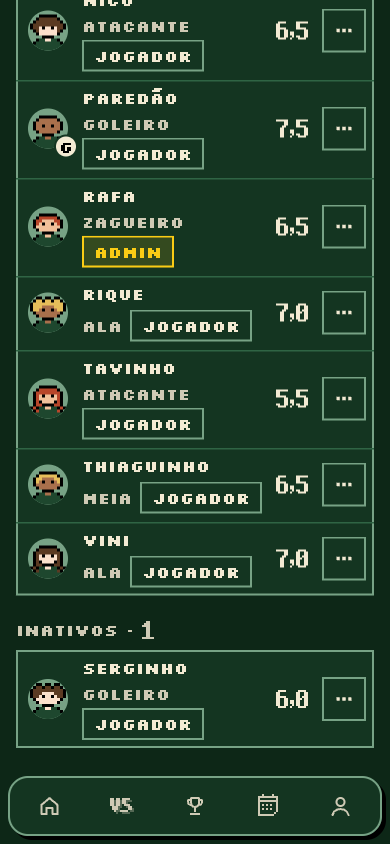 NICO
ATACANTE
6,5
JOGADOR
PAREDÃO
GOLEIRO
7,5
G
JOGADOR
RAFA
ZAGUEIRO
6,5
ADMIN
RIQUE
7,0
ALA JOGADOR
TAVINHO
ATACANTE
5,5
JOGADOR
THIAGUINHO
6,5
MEIA JOGADOR
VINI
7,0
ALA JOGADOR
INATIVOS · 1
SERGINHO
GOLEIRO
6,0
JOGADOR
VS